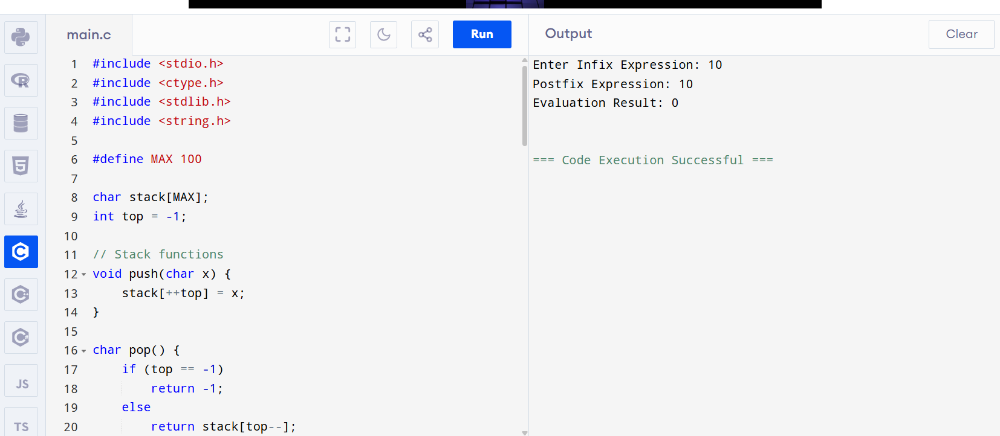 main.c
Run
Output
Clear
1 #include <stdio.h>
2 #include <ctype.h>
3 #include <stdlib.h>
4 #include <string.h>
5
6 #define MAX 100
7
8 char stack[MAX];
9 int top = -1;
10
11 // Stack functions
12 void push(char x) {
13     stack[++top] = x;
14 }
15
16 char pop() {
17     if (top == -1)
18         return -1;
19     else
20         return stack[top--];
Enter Infix Expression: 10
Postfix Expression: 10
Evaluation Result: 0
=== Code Execution Successful ===
R
5
C
C++
C#
JS
TS